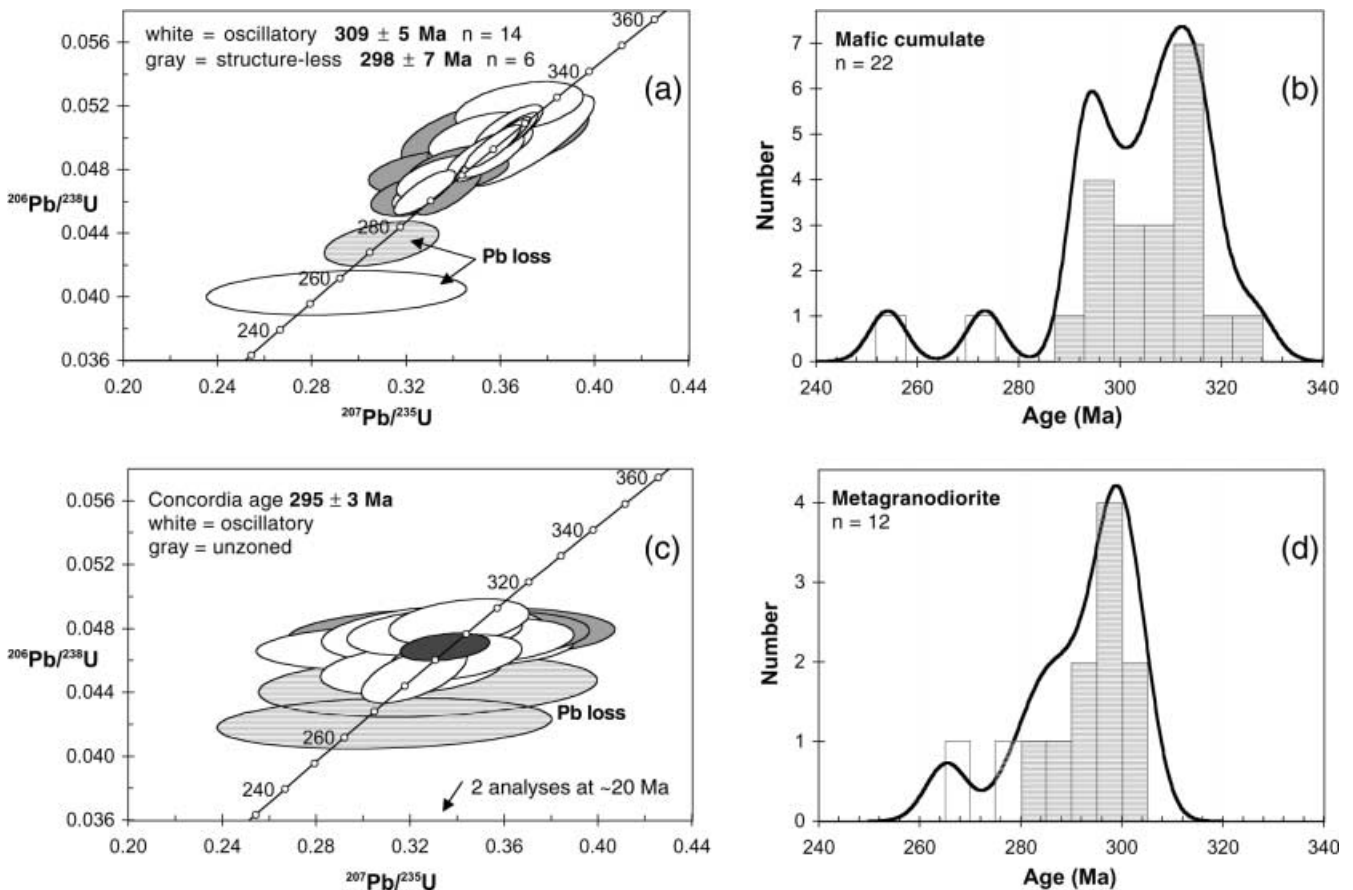 white = oscillatory 309 ± 5 Ma n = 14
gray = structure-less 298 ± 7 Ma n = 6
(a)
0.056
0.052
0.048
0.044
0.040
0.036
206Pb/238U
360
340
280
260
240
Pb loss
0.20 0.24 0.28 0.32 0.36 0.40 0.44
207Pb/235U
Mafic cumulate
n = 22
(b)
7
6
5
4
3
2
1
0
Number
240 260 280 300 320 340
Age (Ma)
Concordia age 295 ± 3 Ma
white = oscillatory
gray = unzoned
(c)
0.056
0.052
0.048
0.044
0.040
0.036
206Pb/238U
360
340
320
260
240
Pb loss
2 analyses at ~20 Ma
0.20 0.24 0.28 0.32 0.36 0.40 0.44
207Pb/235U
Metagranodiorite
n = 12
(d)
4
3
2
1
0
Number
240 260 280 300 320 340
Age (Ma)